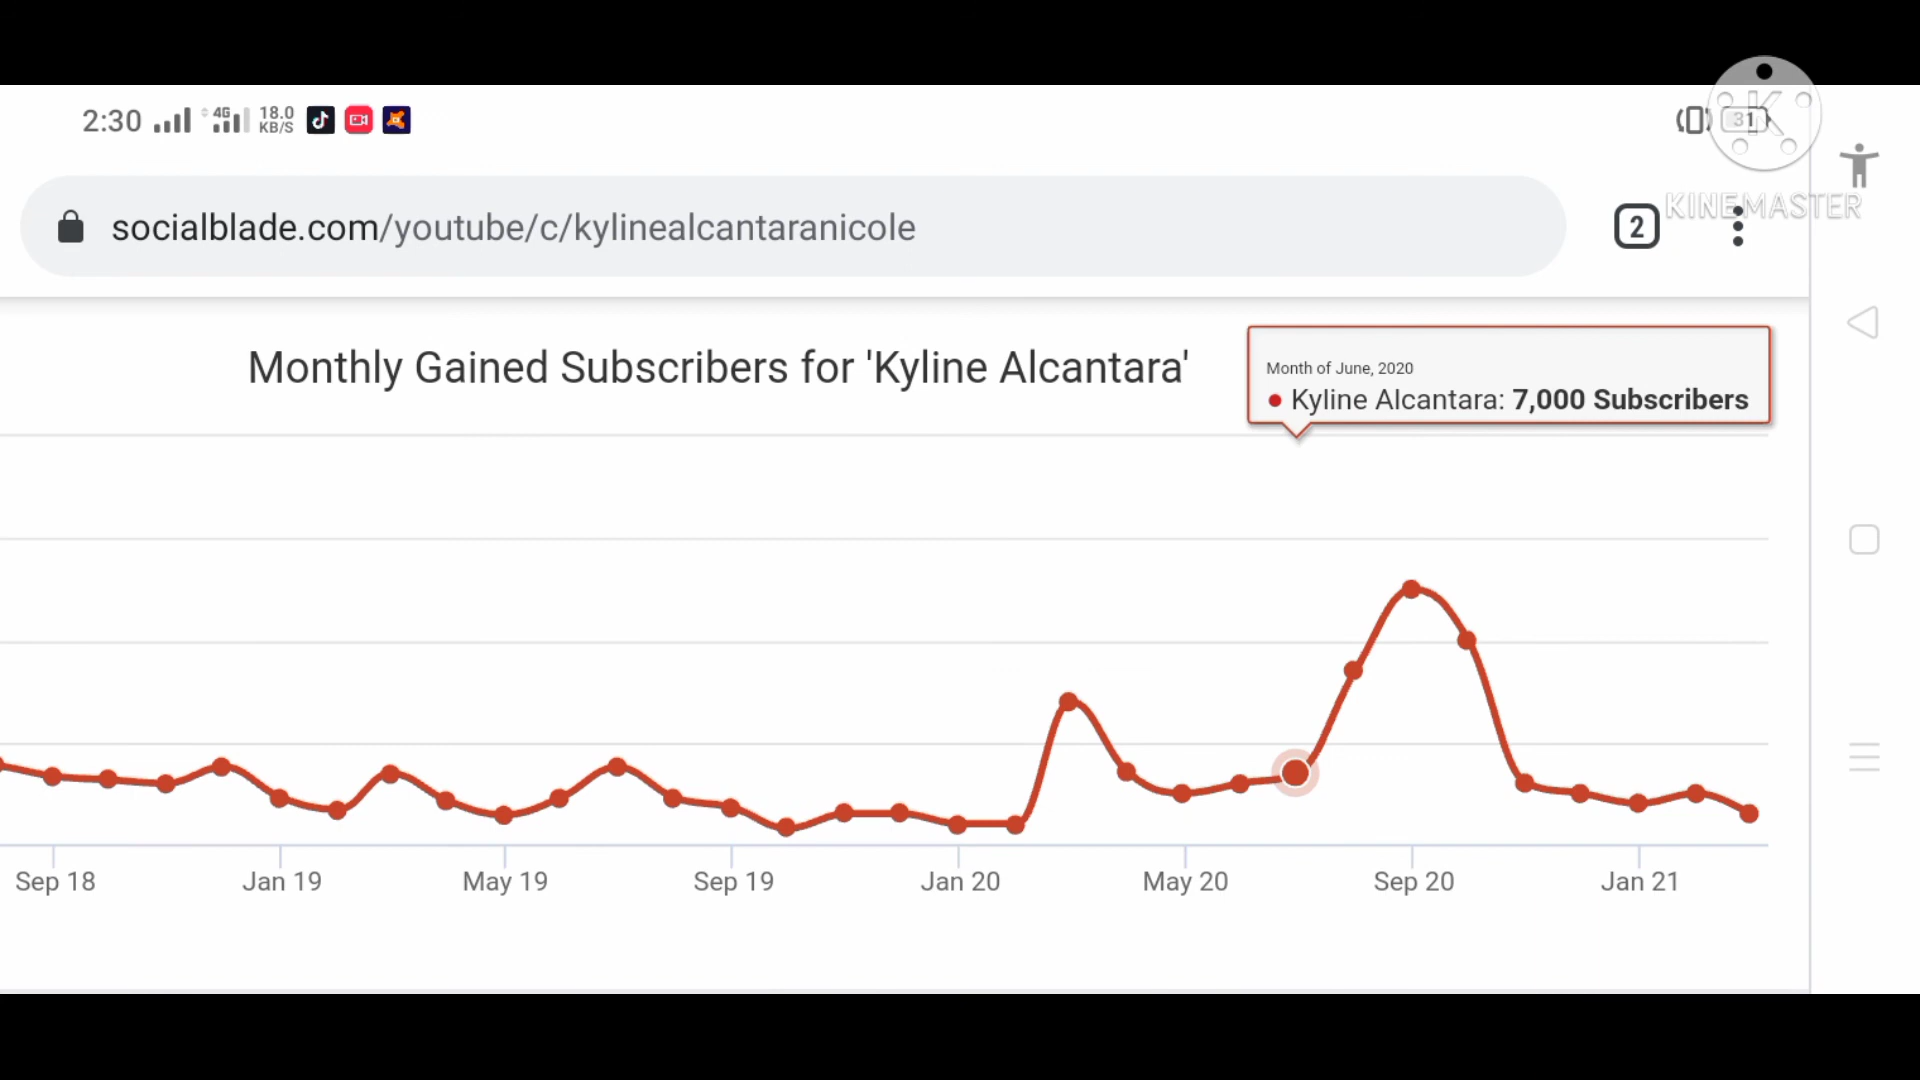 2:30 4G 18.0 KB/S 31
KINEMASTER
socialblade.com/youtube/c/kylinealcantaranicole 2
Monthly Gained Subscribers for 'Kyline Alcantara'
Month of June, 2020
Kyline Alcantara: 7,000 Subscribers
Sep 18 Jan 19 May 19 Sep 19 Jan 20 May 20 Sep 20 Jan 21